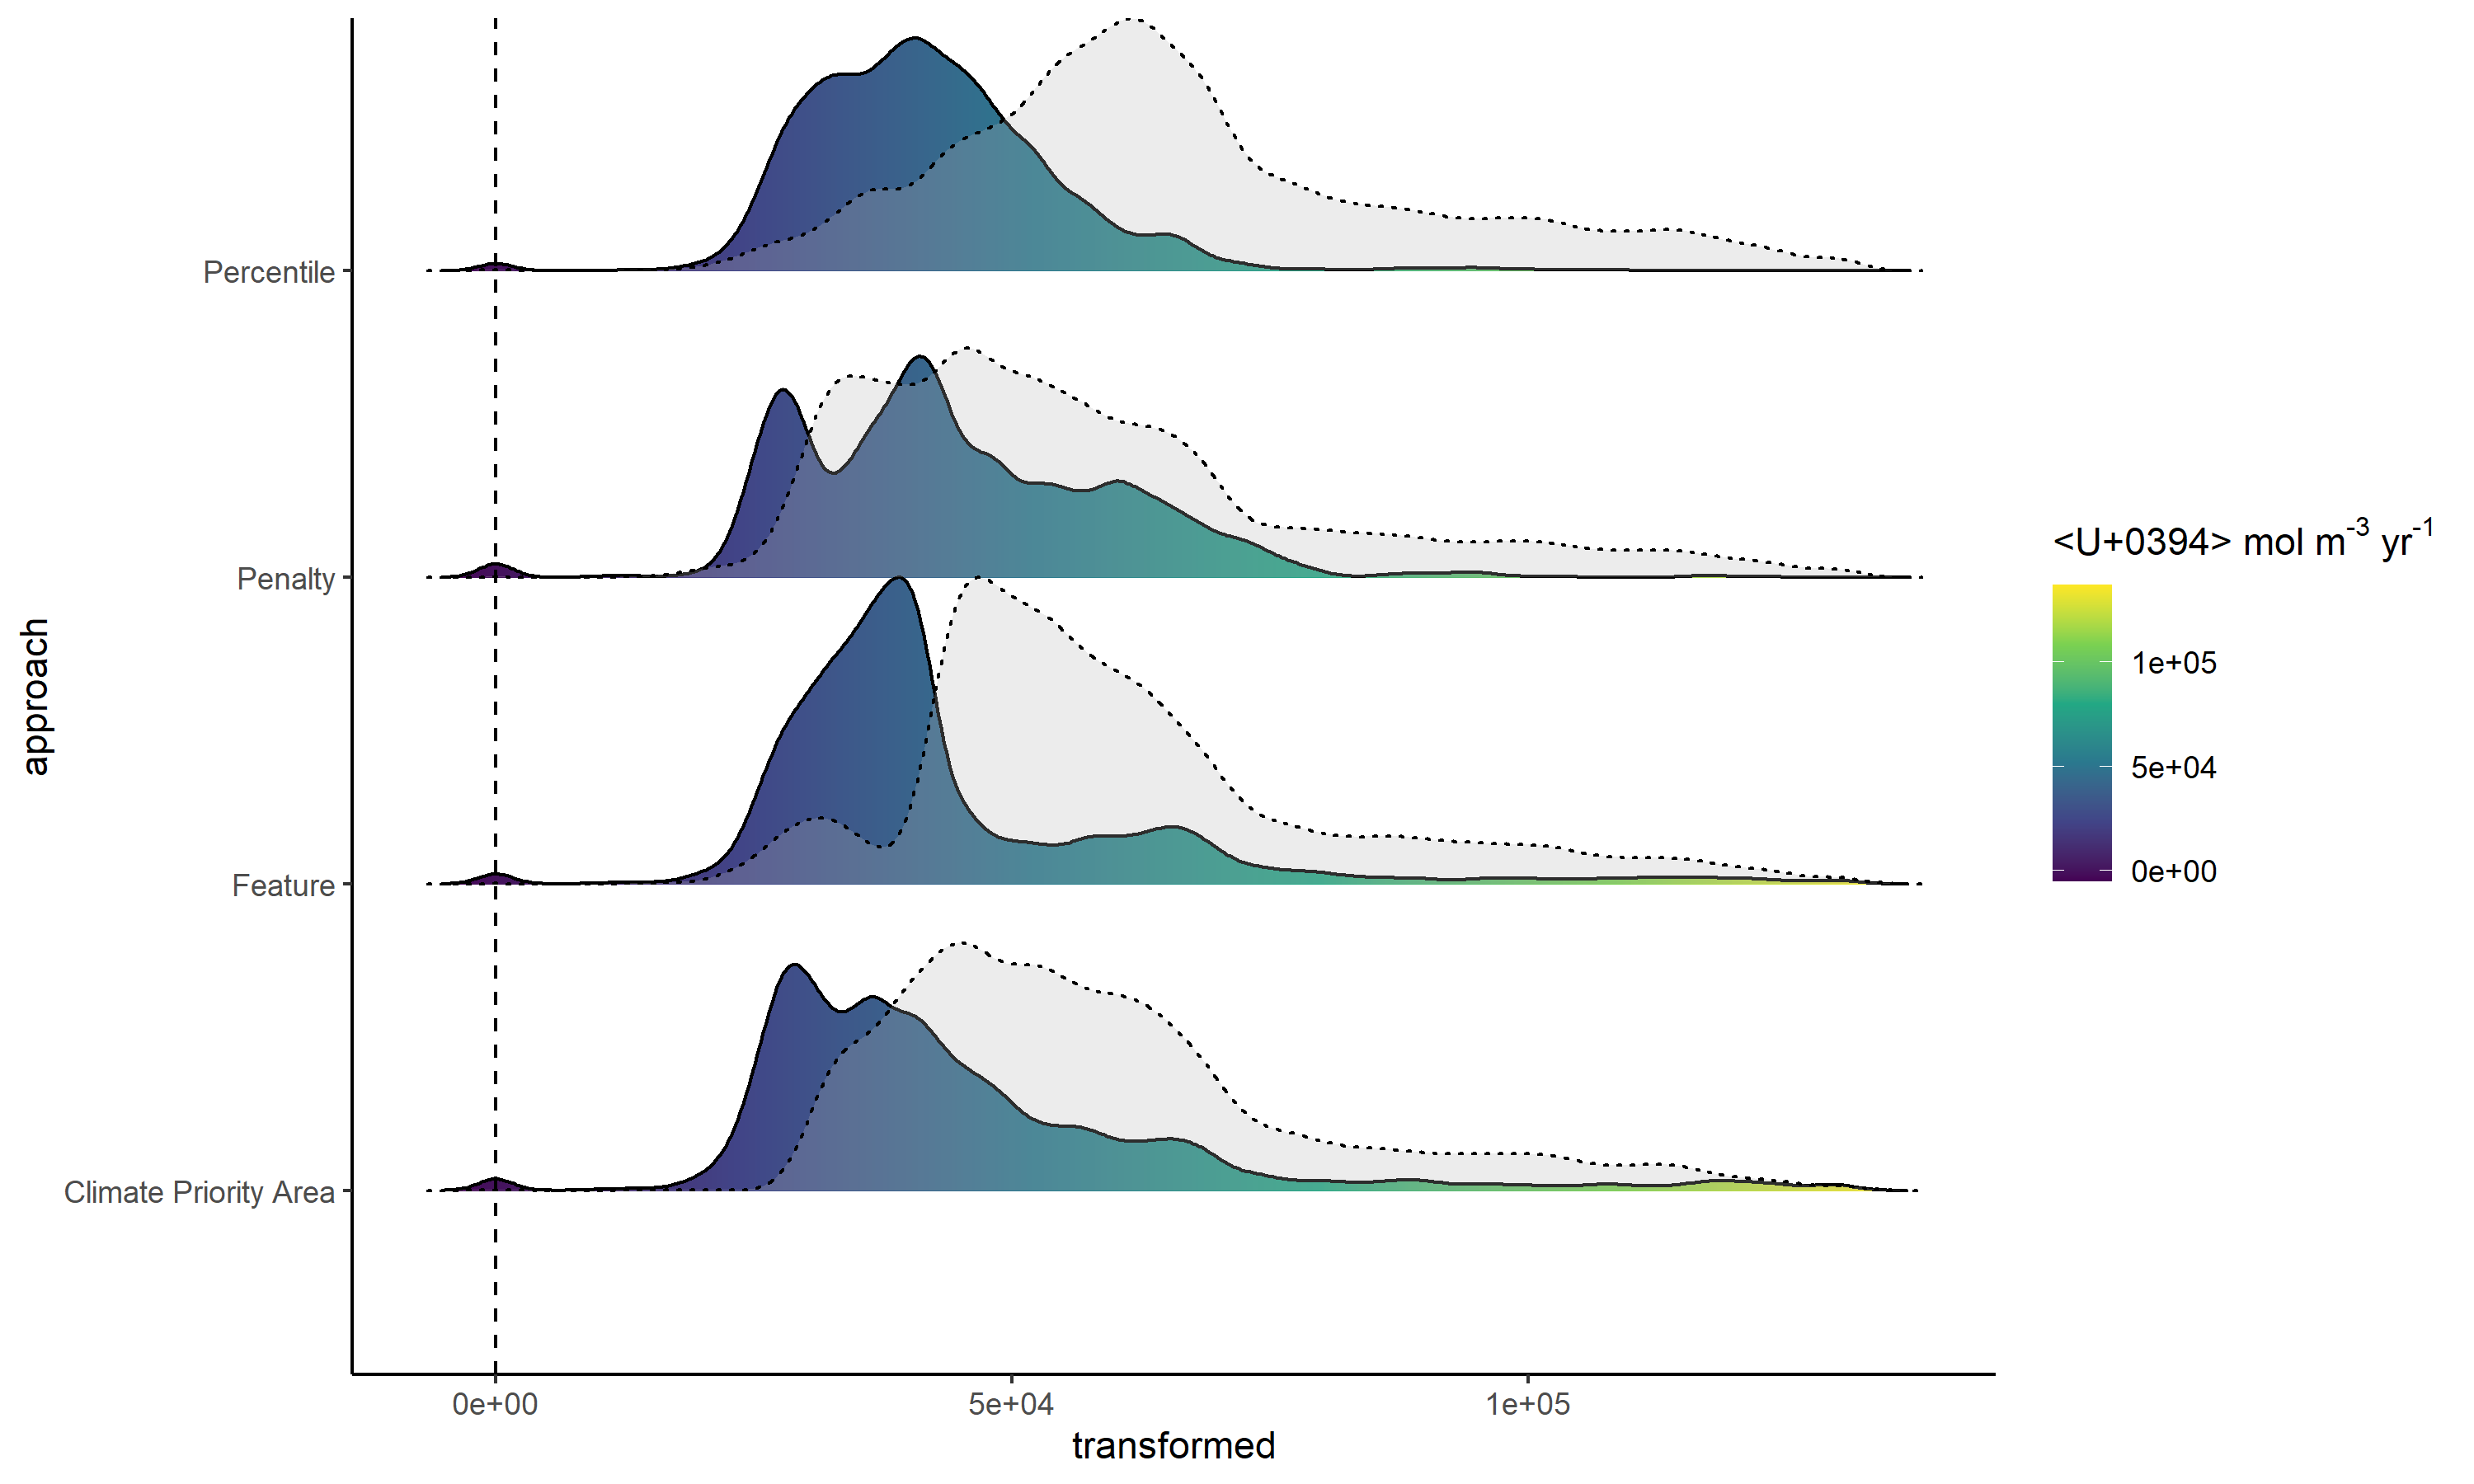 Percentile
Penalty
Feature
Climate Priority Area
approach
0e+00
5e+04
1e+05
transformed
<U+0394> mol m⁻³ yr⁻¹
1e+05
5e+04
0e+00